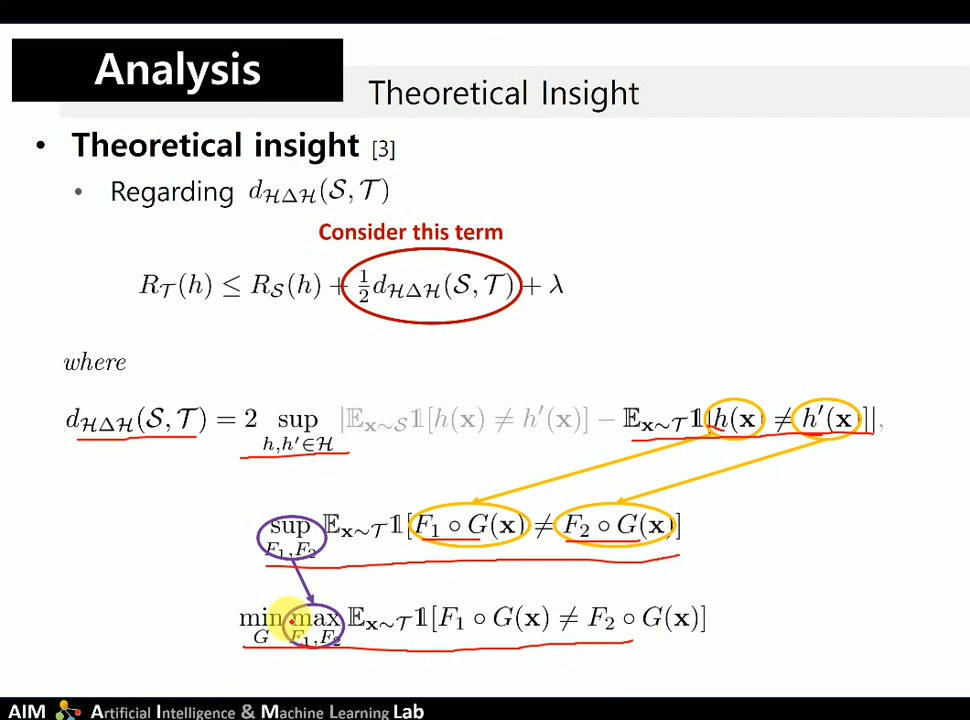 Analysis
Theoretical Insight
• Theoretical insight [3]
• Regarding d_{HΔH}(S, T)
Consider this term
R_T(h) ≤ R_S(h) + ½ d_{HΔH}(S, T) + λ
where
d_{HΔH}(S, T) = 2 sup_{h,h′∈H} |𝔼_{x∼S} 𝟙[h(x) ≠ h′(x)] − 𝔼_{x∼T} 𝟙[h(x) ≠ h′(x)]|,
sup_{F₁,F₂} 𝔼_{x∼T} 𝟙[F₁ ∘ G(x) ≠ F₂ ∘ G(x)]
min_G max_{F₁,F₂} 𝔼_{x∼T} 𝟙[F₁ ∘ G(x) ≠ F₂ ∘ G(x)]
AIM Artificial Intelligence & Machine Learning Lab